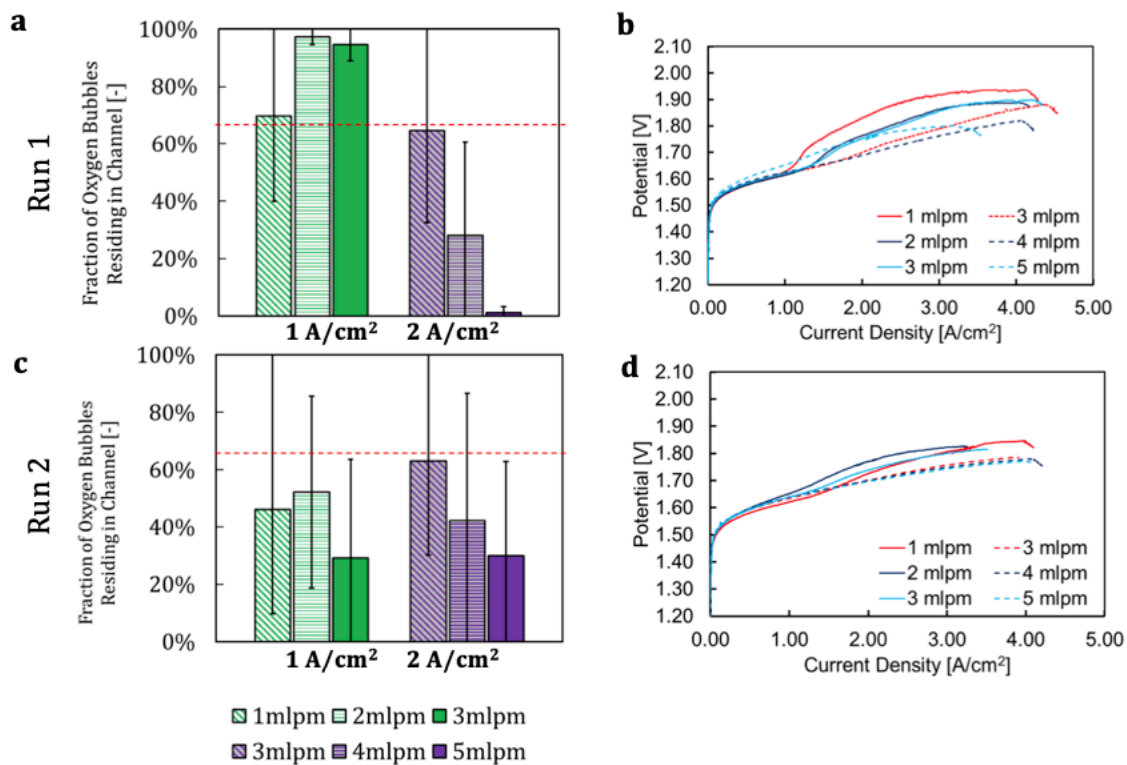 a
Run 1
Fraction of Oxygen Bubbles
Residing in Channel [-]
100%
80%
60%
40%
20%
0%
1 A/cm²
2 A/cm²
b
Potential [V]
2.10
2.00
1.90
1.80
1.70
1.60
1.50
1.40
1.30
1.20
1 mlpm
3 mlpm
2 mlpm
4 mlpm
3 mlpm
5 mlpm
0.00
1.00
2.00
3.00
4.00
5.00
Current Density [A/cm²]
c
Run 2
Fraction of Oxygen Bubbles
Residing in Channel [-]
100%
80%
60%
40%
20%
0%
1 A/cm²
2 A/cm²
d
Potential [V]
2.10
2.00
1.90
1.80
1.70
1.60
1.50
1.40
1.30
1.20
1 mlpm
3 mlpm
2 mlpm
4 mlpm
3 mlpm
5 mlpm
0.00
1.00
2.00
3.00
4.00
5.00
Current Density [A/cm²]
1mlpm
2mlpm
3mlpm
3mlpm
4mlpm
5mlpm